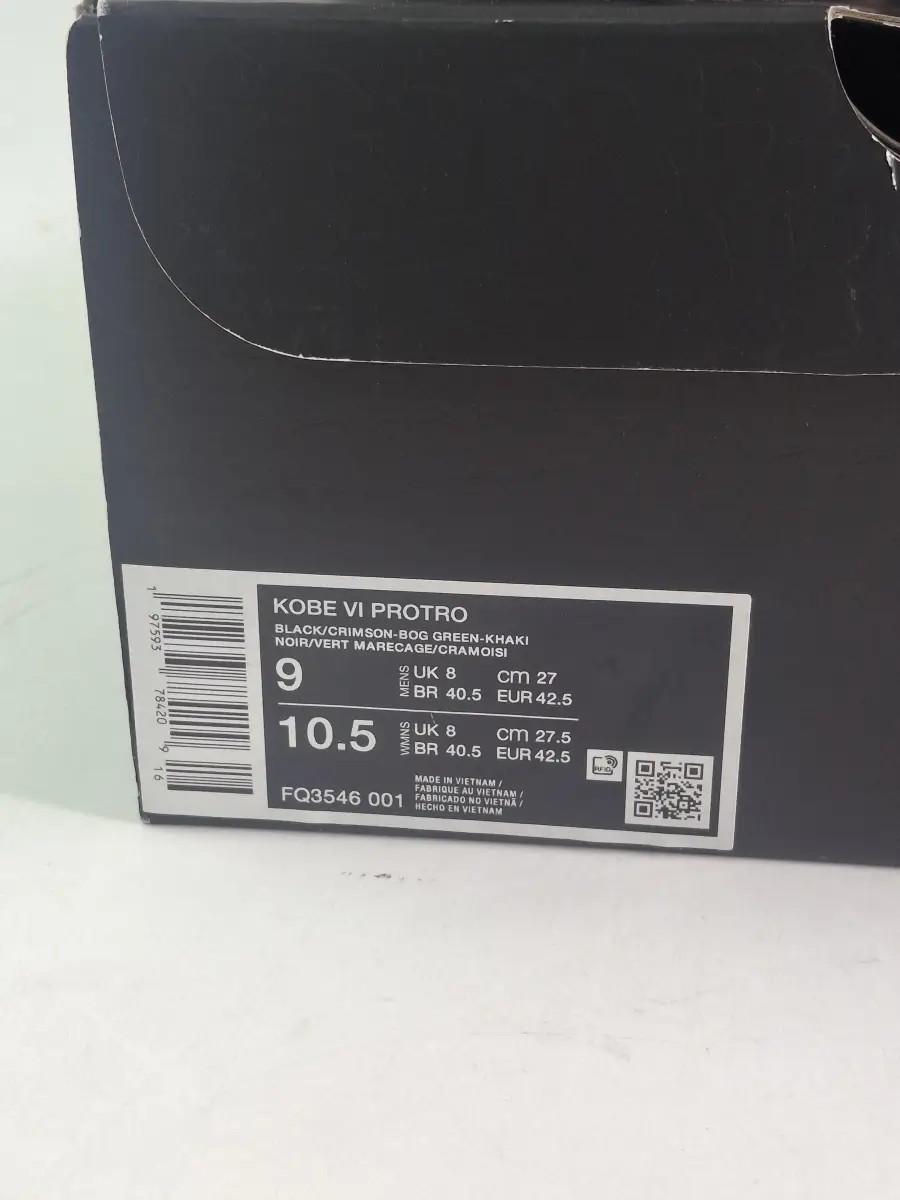 KOBE VI PROTRO
BLACK/CRIMSON-BOG GREEN-KHAKI
NOIR/VERT MARECAGE/CRAMOISI
9
MENS
UK 8 cm 27
BR 40.5 EUR 42.5
10.5
WMNS
UK 8 cm 27.5
BR 40.5 EUR 42.5
FQ3546 001
MADE IN VIETNAM /
FABRIQUE AU VIETNAM /
FABRICADO NO VIETNÃ /
HECHO EN VIETNAM
RFID
1 97593 78420 9 16